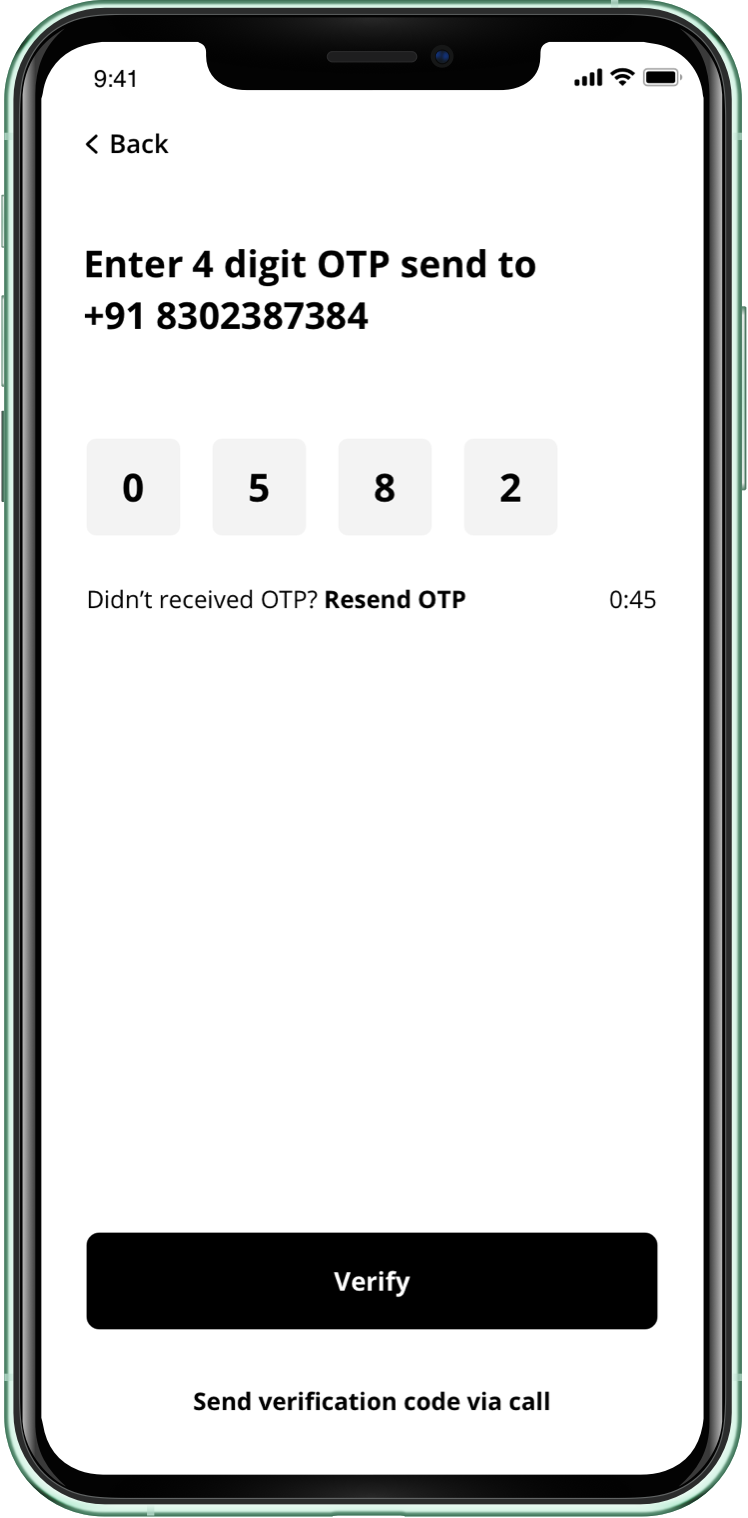 9:41
Back
Enter 4 digit OTP send to
+91 8302387384
0 5 8 2
Didn’t received OTP? Resend OTP 0:45
Verify
Send verification code via call